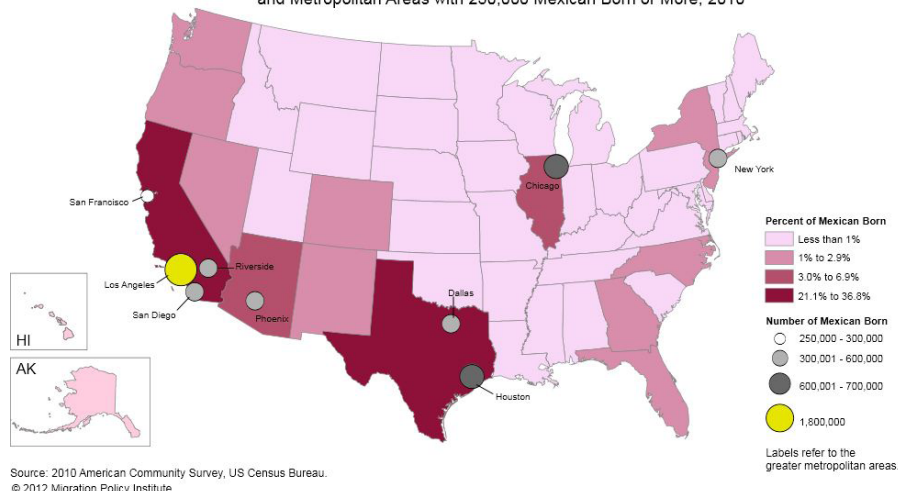 and Metropolitan Areas with 250,000 Mexican Born or More, 2010
San Francisco
Los Angeles
Riverside
San Diego
Phoenix
Dallas
Houston
Chicago
New York
HI
AK
Percent of Mexican Born
Less than 1%
1% to 2.9%
3.0% to 6.9%
21.1% to 36.8%
Number of Mexican Born
250,000 - 300,000
300,001 - 600,000
600,001 - 700,000
1,800,000
Labels refer to the
greater metropolitan areas.
Source: 2010 American Community Survey, US Census Bureau.
© 2012 Migration Policy Institute